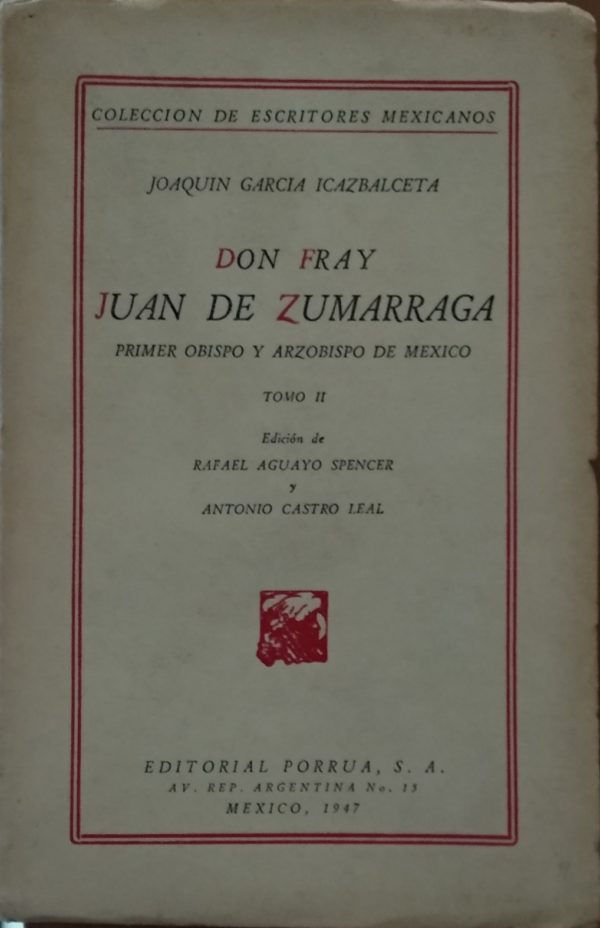 COLECCION DE ESCRITORES MEXICANOS
JOAQUIN GARCIA ICAZBALCETA
DON FRAY
JUAN DE ZUMARRAGA
PRIMER OBISPO Y ARZOBISPO DE MEXICO
TOMO II
Edición de
RAFAEL AGUAYO SPENCER
y
ANTONIO CASTRO LEAL
EDITORIAL PORRUA, S. A.
AV. REP. ARGENTINA No. 15
MEXICO, 1947